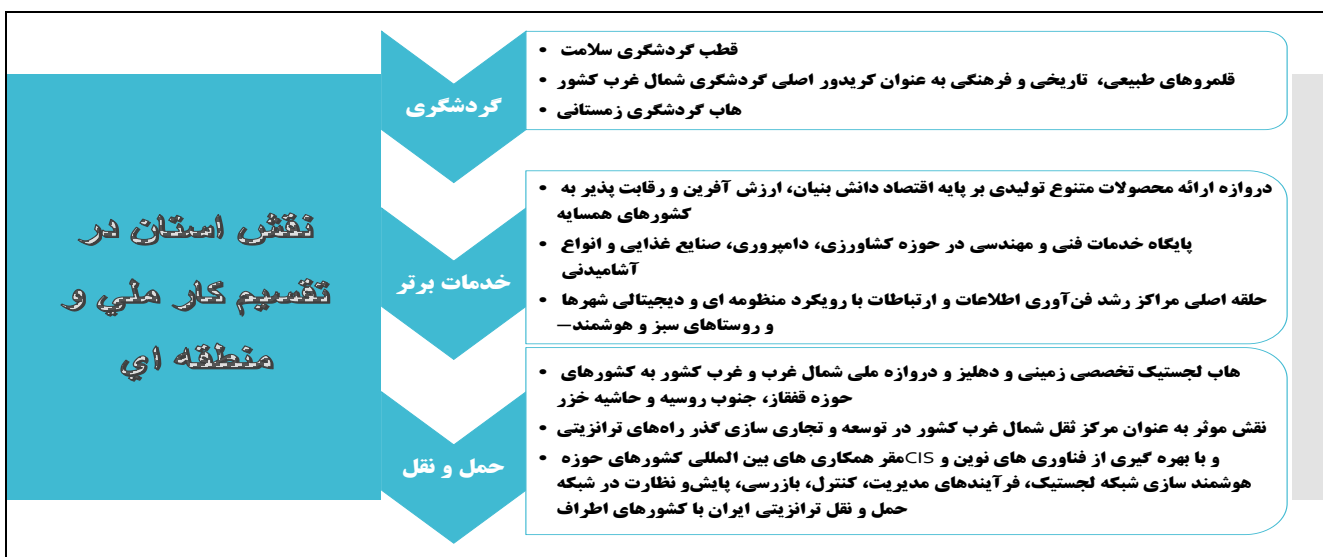 نقش استان در
تقسيم كار ملي و
منطقه اي
گردشگری
• قطب گردشگری سلامت
• قلمروهای طبیعی، تاریخی و فرهنگی به عنوان کریدور اصلی گردشگری شمال غرب کشور
• هاب گردشگری زمستانی
خدمات برتر
• دروازه ارائه محصولات متنوع تولیدی بر پایه اقتصاد دانش بنیان، ارزش آفرین و رقابت پذیر به
کشورهای همسایه
• پایگاه خدمات فنی و مهندسی در حوزه کشاورزی، دامپروری، صنایع غذایی و انواع
آشامیدنی
• حلقه اصلی مراکز رشد فن‌آوری اطلاعات و ارتباطات با رویکرد منظومه ای و دیجیتالی شهرها
و روستاهای سبز و هوشمند–
حمل و نقل
• هاب لجستیک تخصصی زمینی و دهلیز و دروازه ملی شمال غرب و غرب کشور به کشورهای
حوزه قفقاز، جنوب روسیه و حاشیه خزر
• نقش موثر به عنوان مرکز ثقل شمال غرب کشور در توسعه و تجاری سازی گذر راه‌های ترانزیتی
• و با بهره گیری از فناوری های نوین و CISمقر همکاری های بین المللی کشورهای حوزه
هوشمند سازی شبکه لجستیک، فرآیندهای مدیریت، کنترل، بازرسی، پایش‌و نظارت در شبکه
حمل و نقل ترانزیتی ایران با کشورهای اطراف